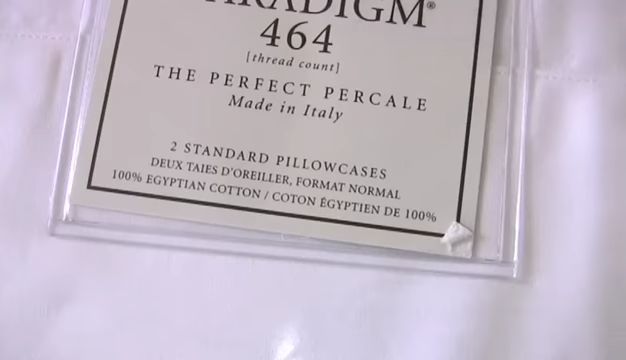 PARADIGM®
464
[thread count]
THE PERFECT PERCALE
Made in Italy
2 STANDARD PILLOWCASES
DEUX TAIES D'OREILLER, FORMAT NORMAL
100% EGYPTIAN COTTON / COTON ÉGYPTIEN DE 100%